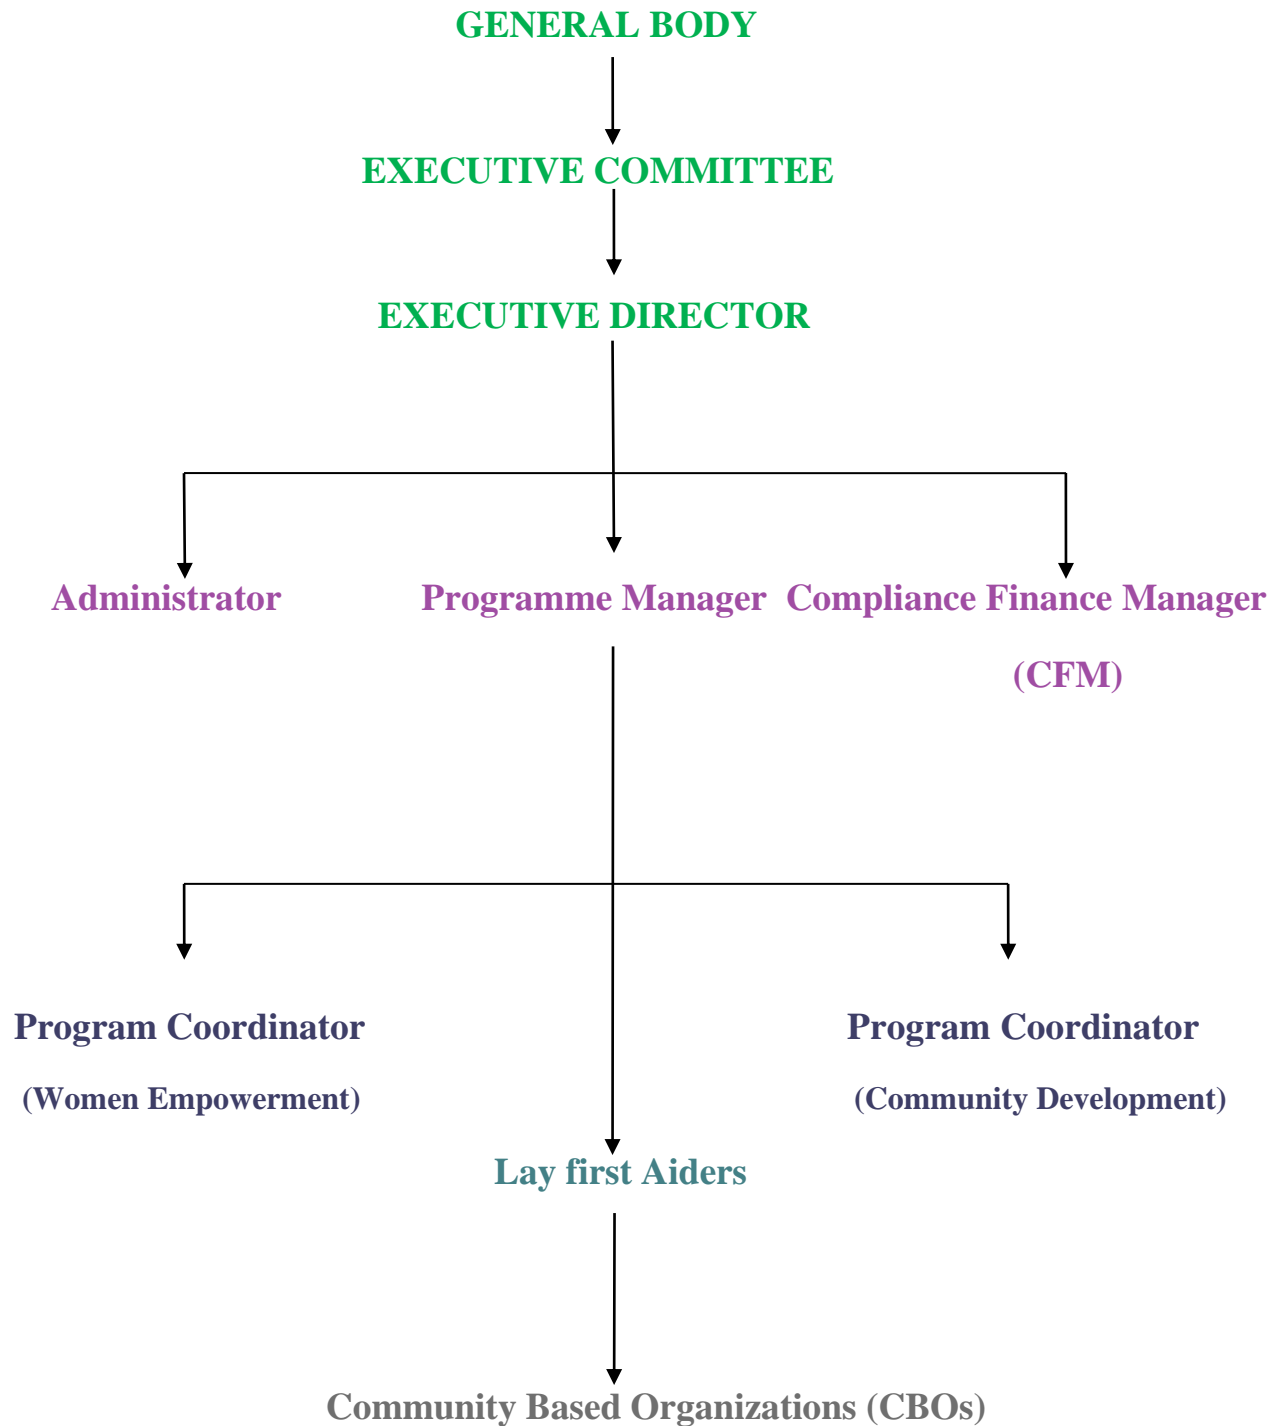 GENERAL BODY
EXECUTIVE COMMITTEE
EXECUTIVE DIRECTOR
Administrator
Programme Manager
Compliance Finance Manager
(CFM)
Program Coordinator
(Women Empowerment)
Program Coordinator
(Community Development)
Lay first Aiders
Community Based Organizations (CBOs)